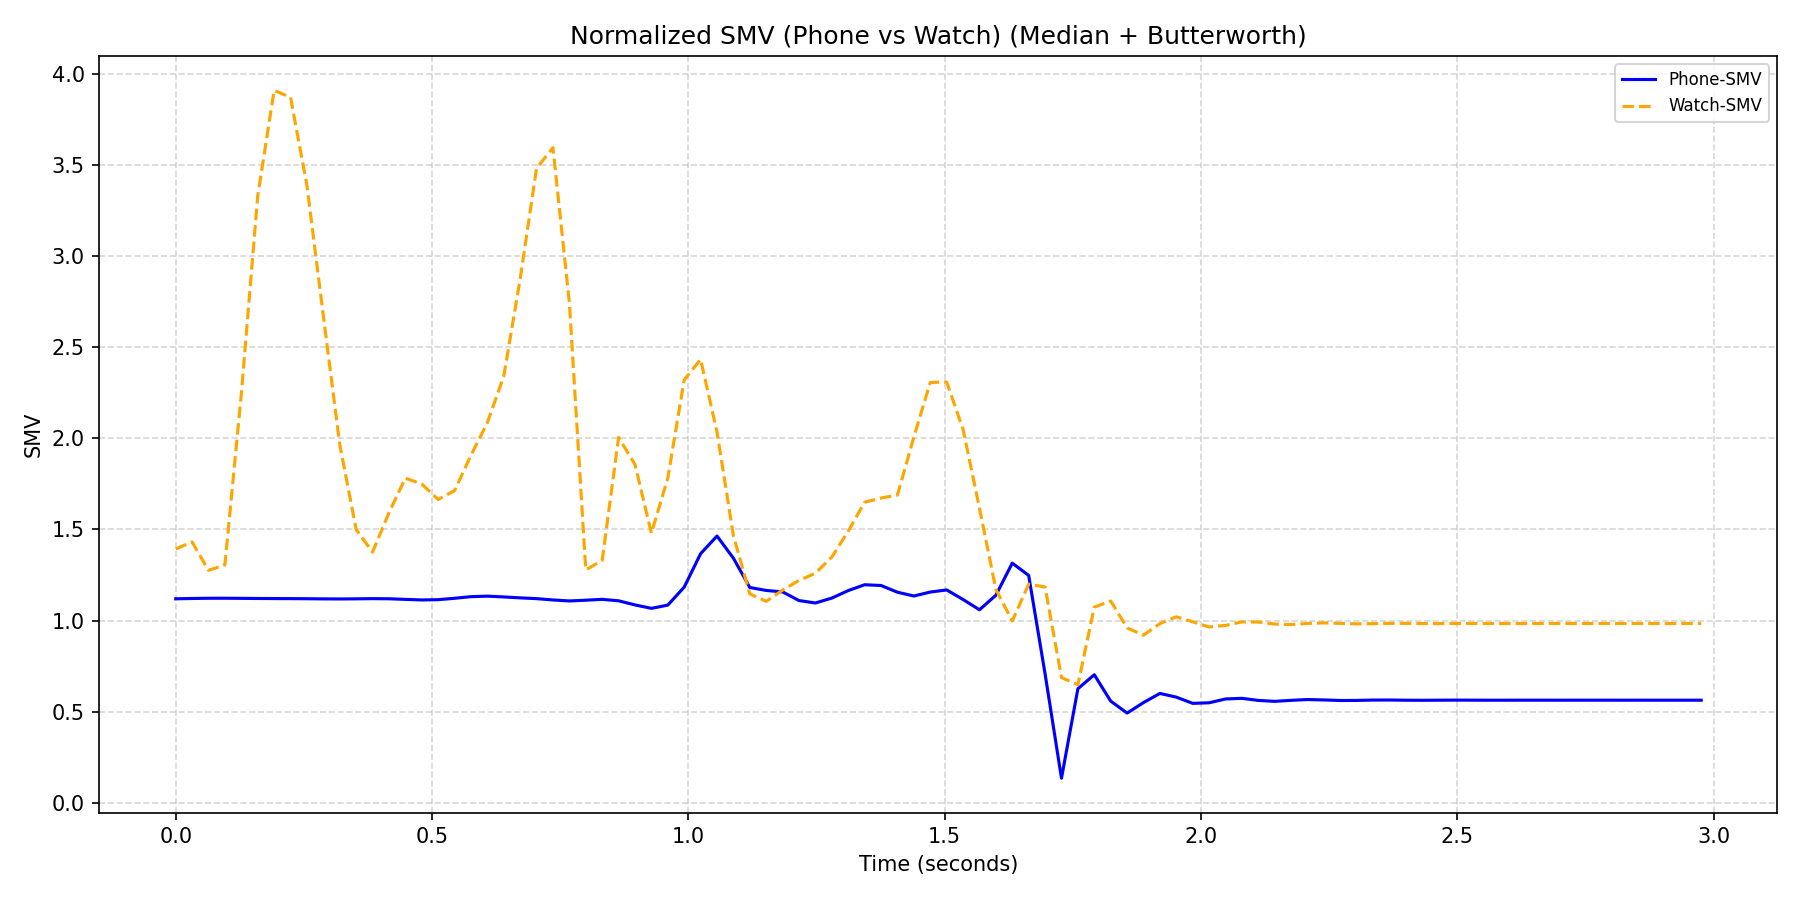 Normalized SMV (Phone vs Watch) (Median + Butterworth)
Phone-SMV
Watch-SMV
4.0
3.5
3.0
2.5
2.0
1.5
1.0
0.5
0.0
SMV
0.0 0.5 1.0 1.5 2.0 2.5 3.0
Time (seconds)